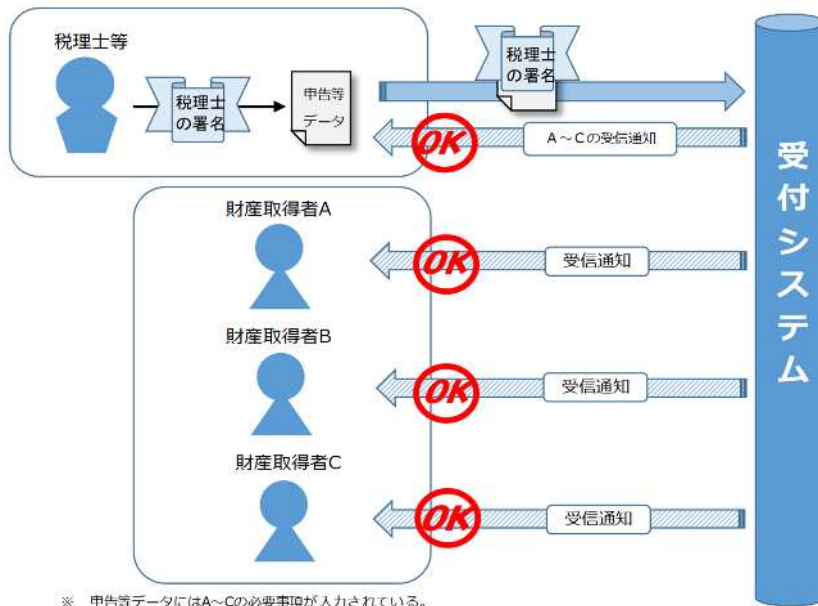 税理士等
税理士
の署名
申告等
データ
税理士
の署名
OK
A～Cの受信通知
財産取得者A
OK
受信通知
財産取得者B
OK
受信通知
財産取得者C
OK
受信通知
受付システム
※ 申告等データにはA～Cの必要事項が入力されている。